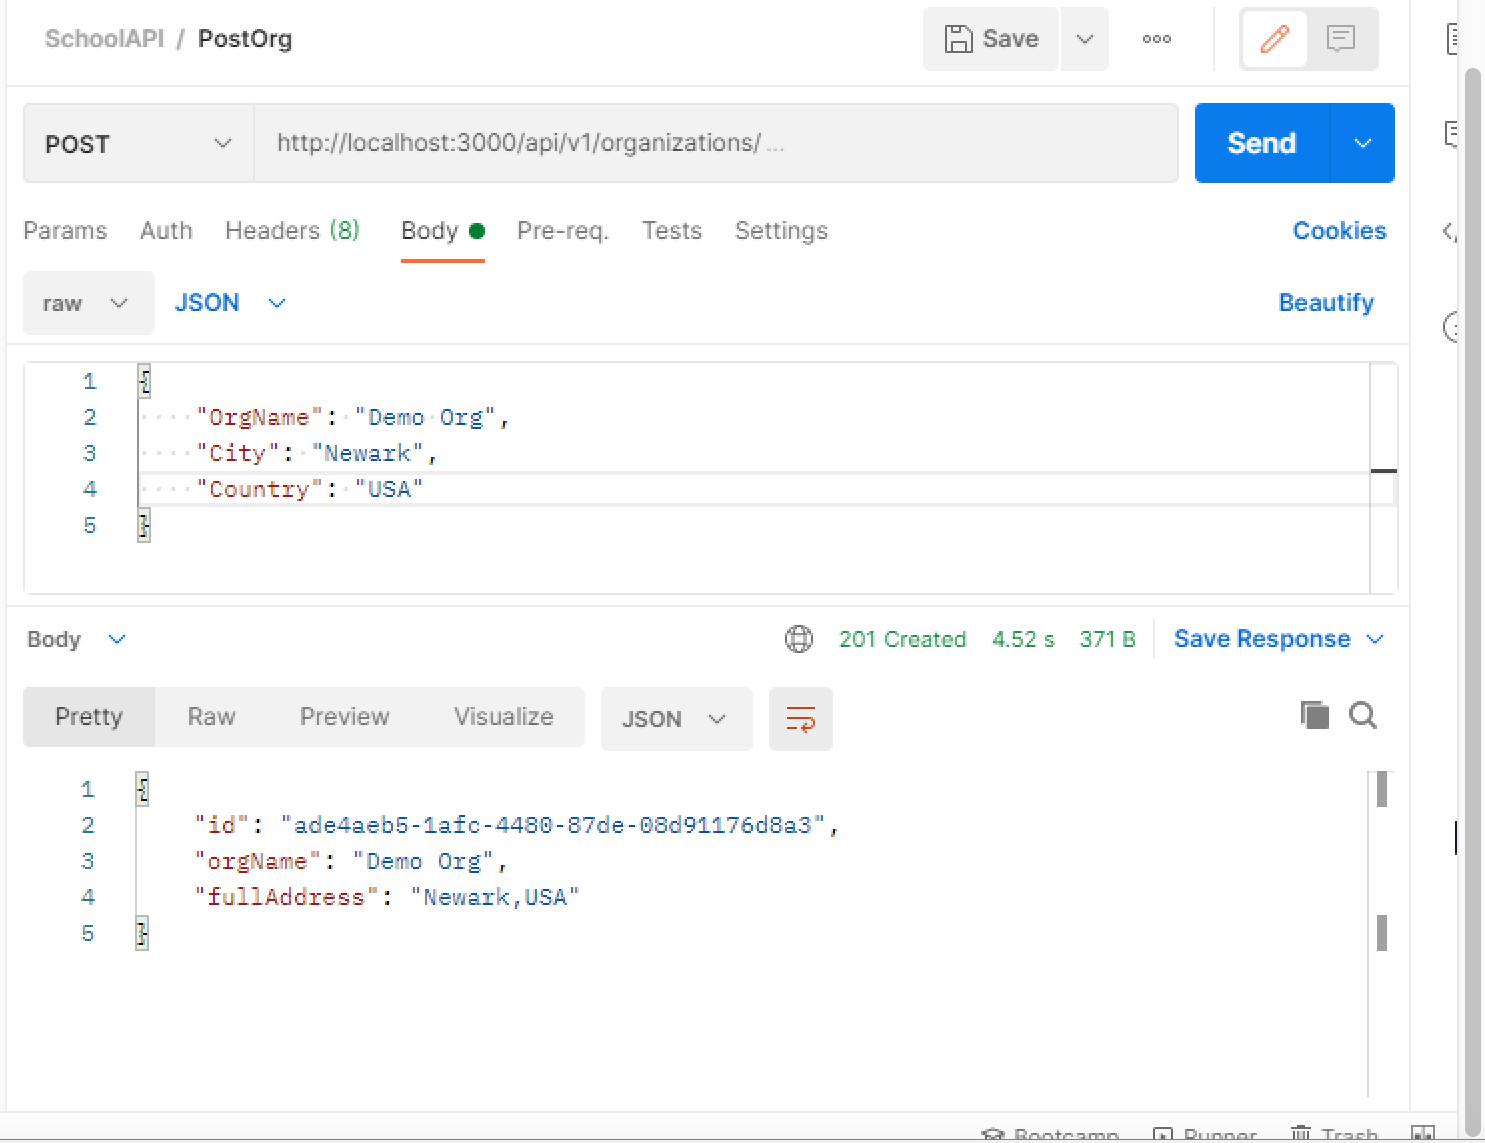 SchoolAPI / PostOrg
Save
POST
http://localhost:3000/api/v1/organizations/ ...
Send
Params Auth Headers (8) Body Pre-req. Tests Settings Cookies
raw JSON Beautify
1 {
2 "OrgName": "Demo Org",
3 "City": "Newark",
4 "Country": "USA"
5 }
Body 201 Created 4.52 s 371 B Save Response
Pretty Raw Preview Visualize JSON
1 {
2 "id": "ade4aeb5-1afc-4480-87de-08d91176d8a3",
3 "orgName": "Demo Org",
4 "fullAddress": "Newark,USA"
5 }
Bootcamp Runner Trash